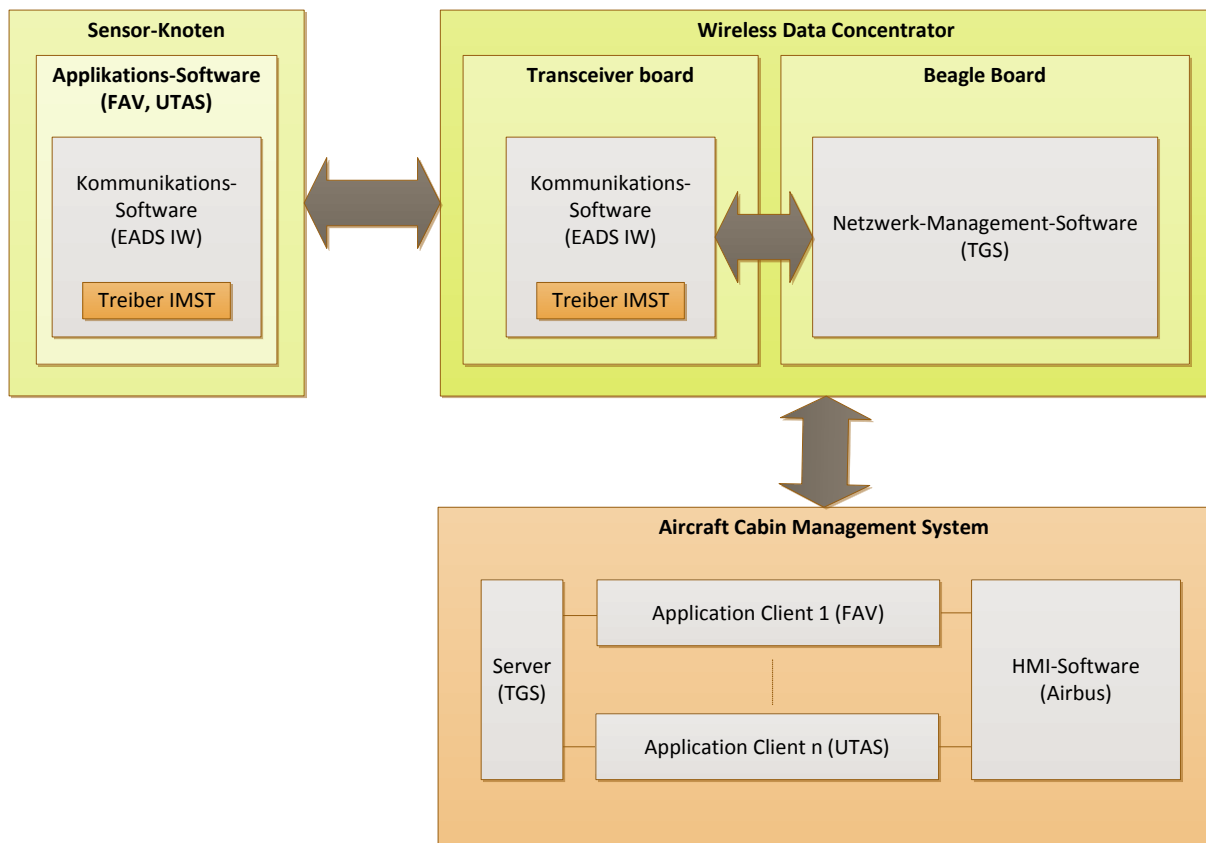 Sensor-Knoten
Applikations-Software
(FAV, UTAS)
Kommunikations-
Software
(EADS IW)
Treiber IMST
Wireless Data Concentrator
Transceiver board
Kommunikations-
Software
(EADS IW)
Treiber IMST
Beagle Board
Netzwerk-Management-Software
(TGS)
Aircraft Cabin Management System
Server
(TGS)
Application Client 1 (FAV)
Application Client n (UTAS)
HMI-Software
(Airbus)